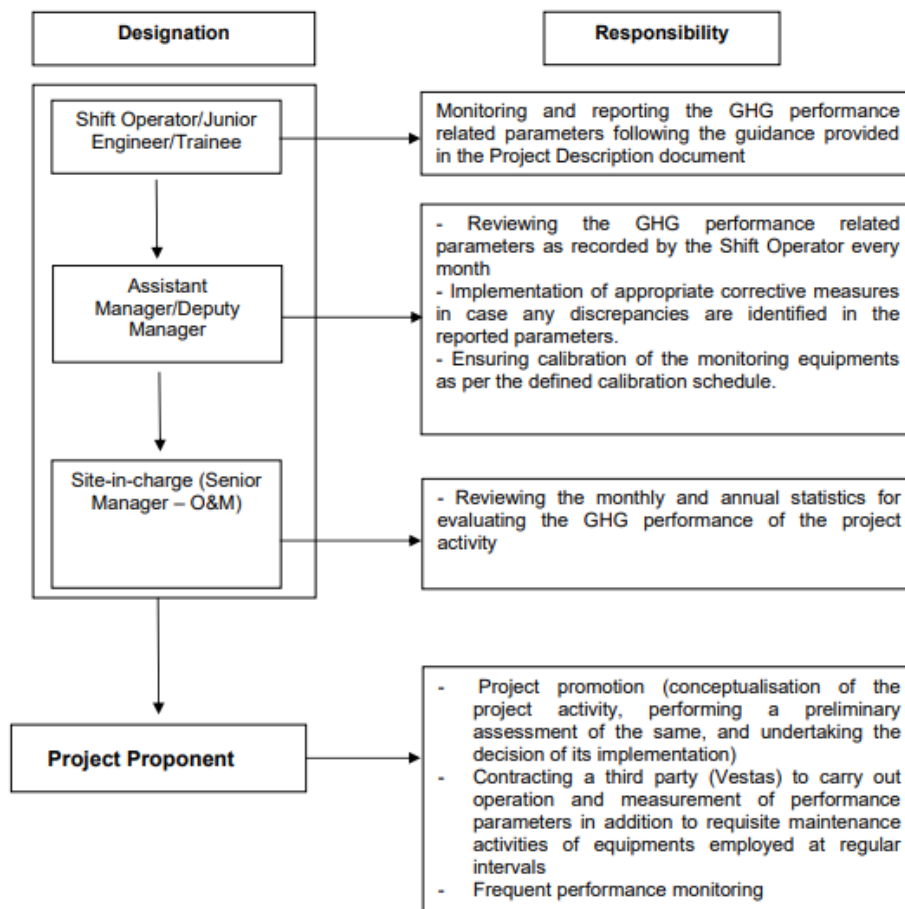 Designation
Responsibility
Shift Operator/Junior
Engineer/Trainee
Monitoring and reporting the GHG performance
related parameters following the guidance provided
in the Project Description document
Assistant
Manager/Deputy
Manager
- Reviewing the GHG performance related
parameters as recorded by the Shift Operator every
month
- Implementation of appropriate corrective measures
in case any discrepancies are identified in the
reported parameters.
- Ensuring calibration of the monitoring equipments
as per the defined calibration schedule.
Site-in-charge (Senior
Manager – O&M)
- Reviewing the monthly and annual statistics for
evaluating the GHG performance of the project
activity
Project Proponent
- Project promotion (conceptualisation of the
project activity, performing a preliminary
assessment of the same, and undertaking the
decision of its implementation)
- Contracting a third party (Vestas) to carry out
operation and measurement of performance
parameters in addition to requisite maintenance
activities of equipments employed at regular
intervals
- Frequent performance monitoring